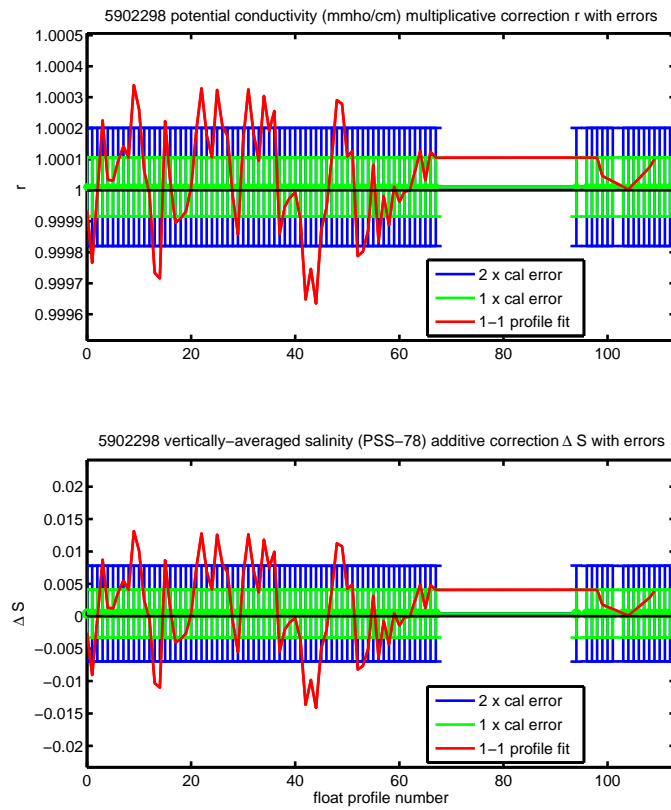 5902298 potential conductivity (mmho/cm) multiplicative correction r with errors
1.0005
1.0004
1.0003
1.0002
1.0001
1
0.9999
0.9998
0.9997
0.9996
r
0
20
40
60
80
100
2 x cal error
1 x cal error
1−1 profile fit
5902298 vertically−averaged salinity (PSS−78) additive correction Δ S with errors
0.02
0.015
0.01
0.005
0
−0.005
−0.01
−0.015
−0.02
Δ S
0
20
40
60
80
100
float profile number
2 x cal error
1 x cal error
1−1 profile fit